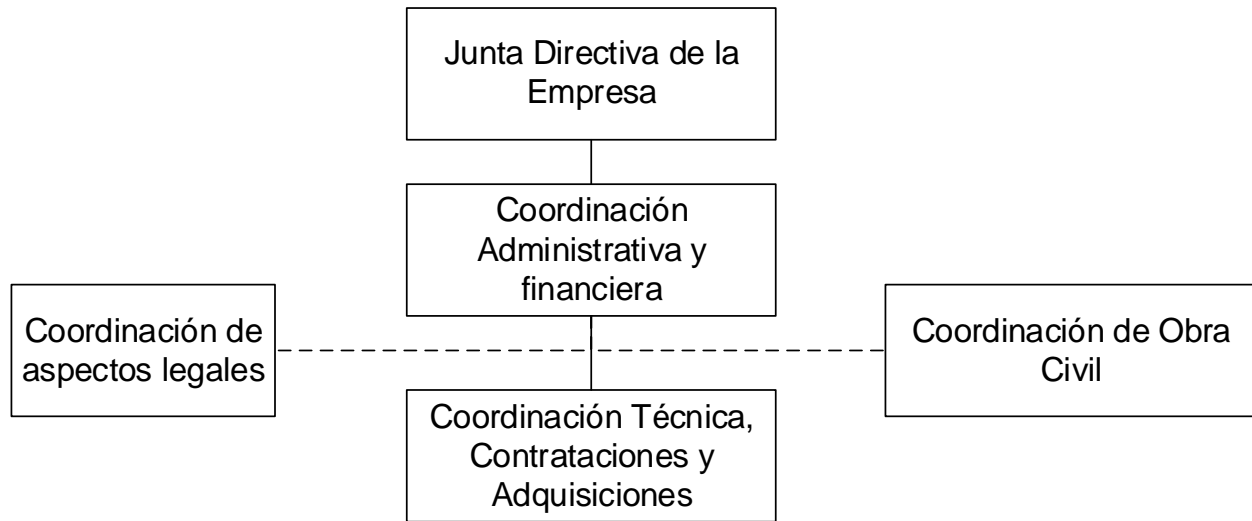 Junta Directiva de la
Empresa
Coordinación
Administrativa y
financiera
Coordinación de
aspectos legales
Coordinación de Obra
Civil
Coordinación Técnica,
Contrataciones y
Adquisiciones